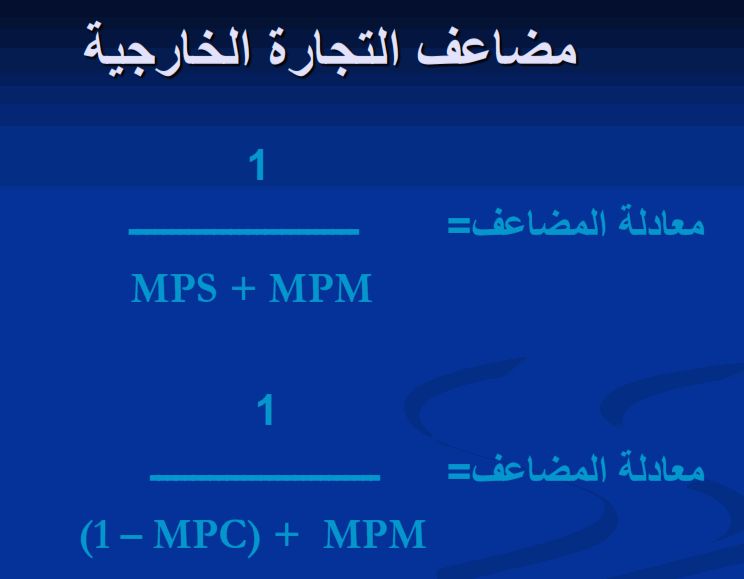 مضاعف التجارة الخارجية
1
معادلة المضاعف=
MPS + MPM
1
معادلة المضاعف=
(1 – MPC) + MPM